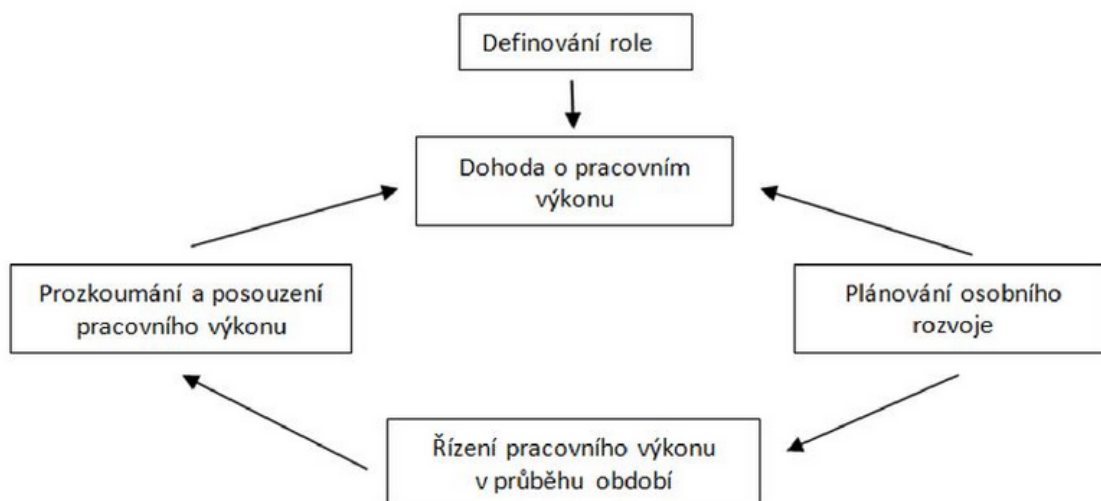 Definování role
Dohoda o pracovním
výkonu
Prozkoumání a posouzení
pracovního výkonu
Plánování osobního
rozvoje
Řízení pracovního výkonu
v průběhu období